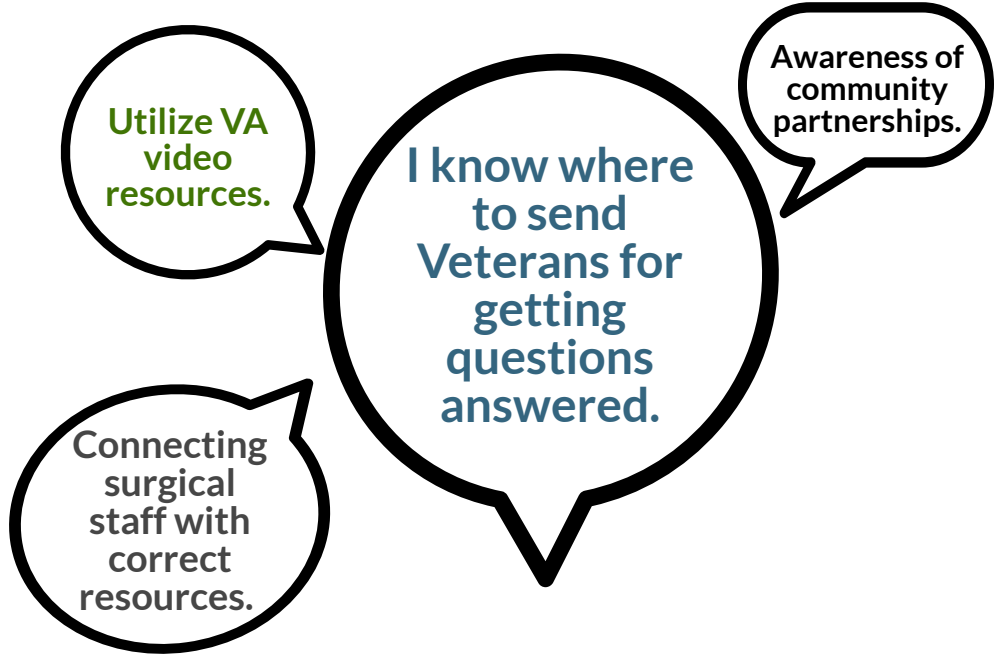 Utilize VA
video
resources.
I know where
to send
Veterans for
getting
questions
answered.
Awareness of
community
partnerships.
Connecting
surgical
staff with
correct
resources.